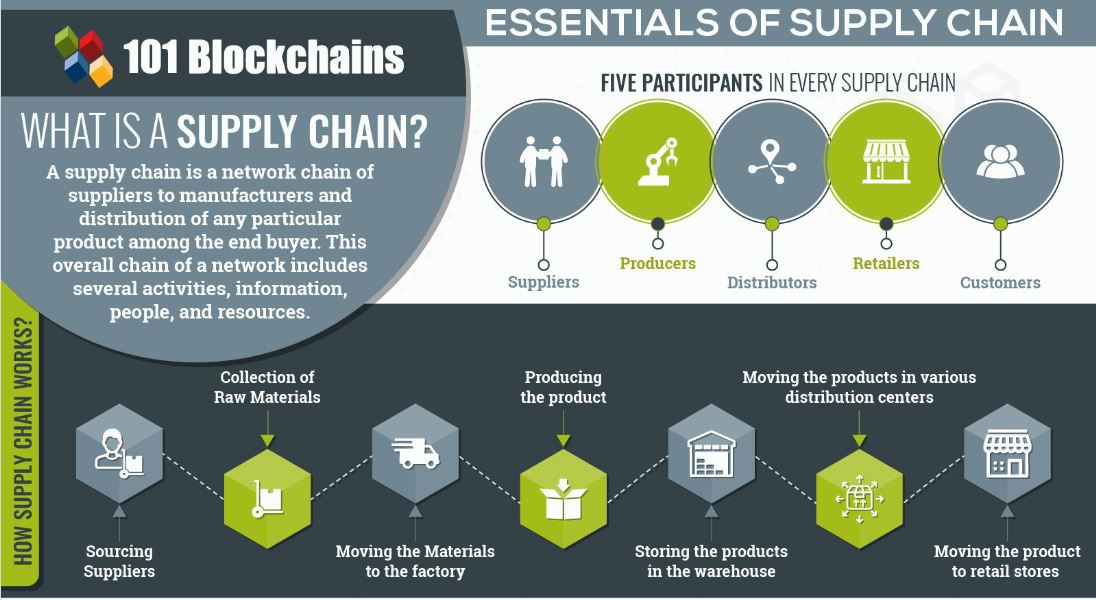 101 Blockchains
ESSENTIALS OF SUPPLY CHAIN
WHAT IS A SUPPLY CHAIN?
A supply chain is a network chain of
suppliers to manufacturers and
distribution of any particular
product among the end buyer. This
overall chain of a network includes
several activities, information,
people, and resources.
FIVE PARTICIPANTS IN EVERY SUPPLY CHAIN
Suppliers
Producers
Distributors
Retailers
Customers
HOW SUPPLY CHAIN WORKS?
Sourcing
Suppliers
Collection of
Raw Materials
Moving the Materials
to the factory
Producing
the product
Storing the products
in the warehouse
Moving the products in various
distribution centers
Moving the product
to retail stores